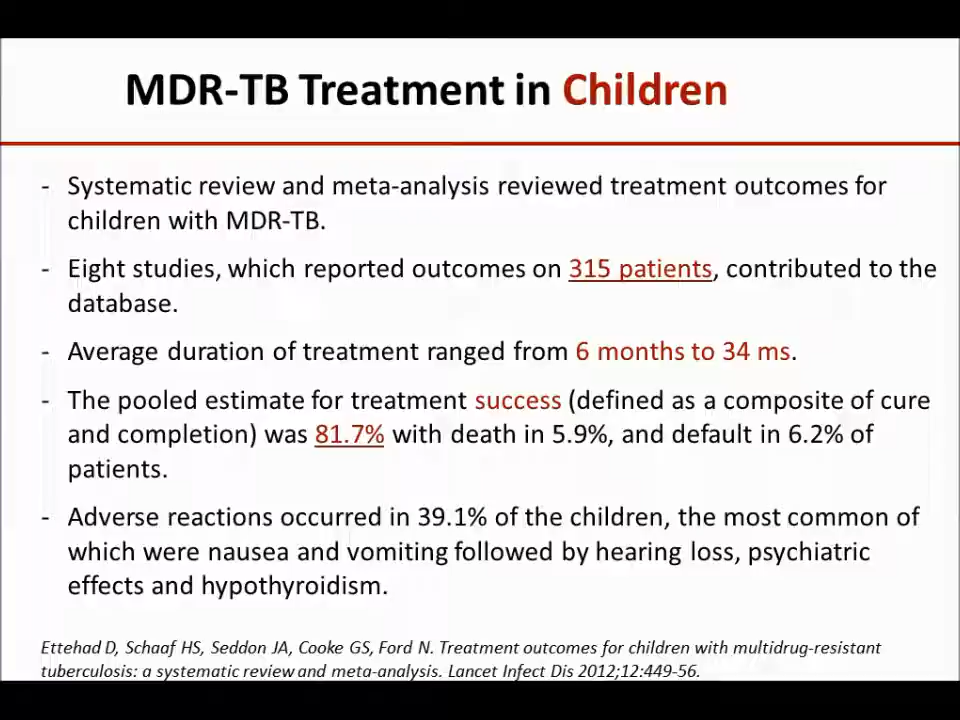 MDR-TB Treatment in Children
- Systematic review and meta-analysis reviewed treatment outcomes for
children with MDR-TB.
- Eight studies, which reported outcomes on 315 patients, contributed to the
database.
- Average duration of treatment ranged from 6 months to 34 ms.
- The pooled estimate for treatment success (defined as a composite of cure
and completion) was 81.7% with death in 5.9%, and default in 6.2% of
patients.
- Adverse reactions occurred in 39.1% of the children, the most common of
which were nausea and vomiting followed by hearing loss, psychiatric
effects and hypothyroidism.
Ettehad D, Schaaf HS, Seddon JA, Cooke GS, Ford N. Treatment outcomes for children with multidrug-resistant
tuberculosis: a systematic review and meta-analysis. Lancet Infect Dis 2012;12:449-56.